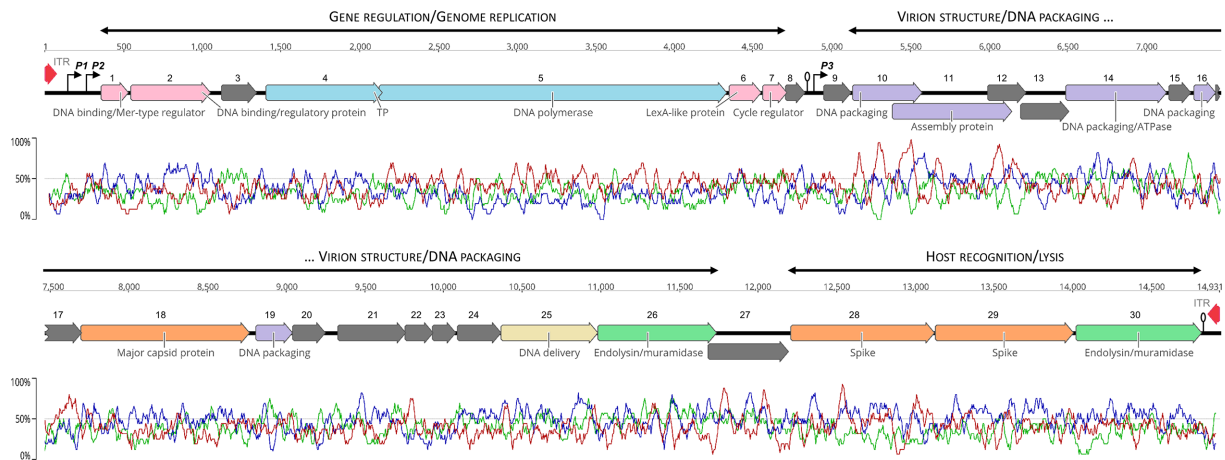 GENE REGULATION/GENOME REPLICATION VIRION STRUCTURE/DNA PACKAGING ...
1 500 1,000 1,500 2,000 2,500 3,000 3,500 4,000 4,500 5,000 5,500 6,000 6,500 7,000
ITR P1 P2 P3
1 2 3 4 5 6 7 8 9 10 11 12 13 14 15 16
DNA binding/Mer-type regulator DNA binding/regulatory protein TP DNA polymerase LexA-like protein Cycle regulator DNA packaging Assembly protein DNA packaging/ATPase DNA packaging
100%
50%
0%
... VIRION STRUCTURE/DNA PACKAGING HOST RECOGNITION/LYSIS
7,500 8,000 8,500 9,000 9,500 10,000 10,500 11,000 11,500 12,000 12,500 13,000 13,500 14,000 14,500 14,931
ITR
17 18 19 20 21 22 23 24 25 26 27 28 29 30
Major capsid protein DNA packaging DNA delivery Endolysin/muramidase Spike Spike Endolysin/muramidase
100%
50%
0%